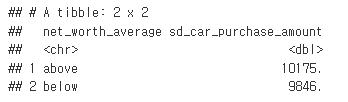 ## # A tibble: 2 x 2
##   net_worth_average sd_car_purchase_amount
##   <chr>                              <dbl>
## 1 above                             10175.
## 2 below                              9846.